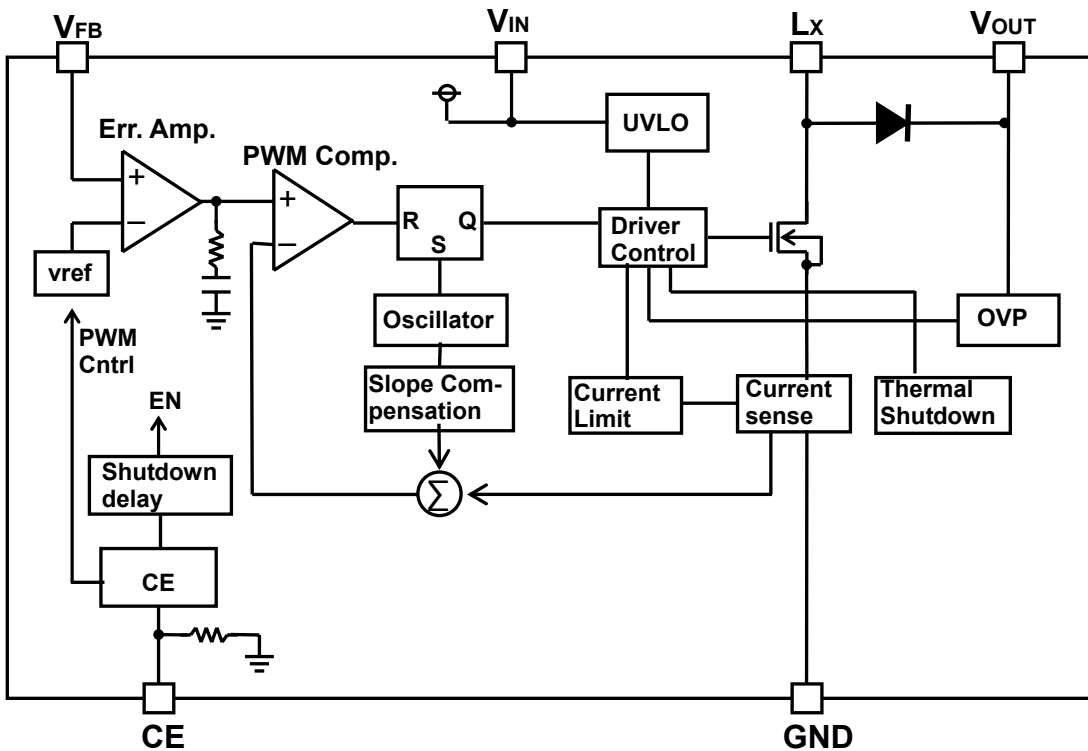 VFB
VIN
LX
VOUT
Err. Amp.
UVLO
PWM Comp.
+
−
+
−
R
Q
S
Driver
Control
vref
Oscillator
OVP
PWM
Cntrl
Slope Com-
pensation
Current
Limit
Current
sense
Thermal
Shutdown
EN
Shutdown
delay
Σ
CE
CE
GND